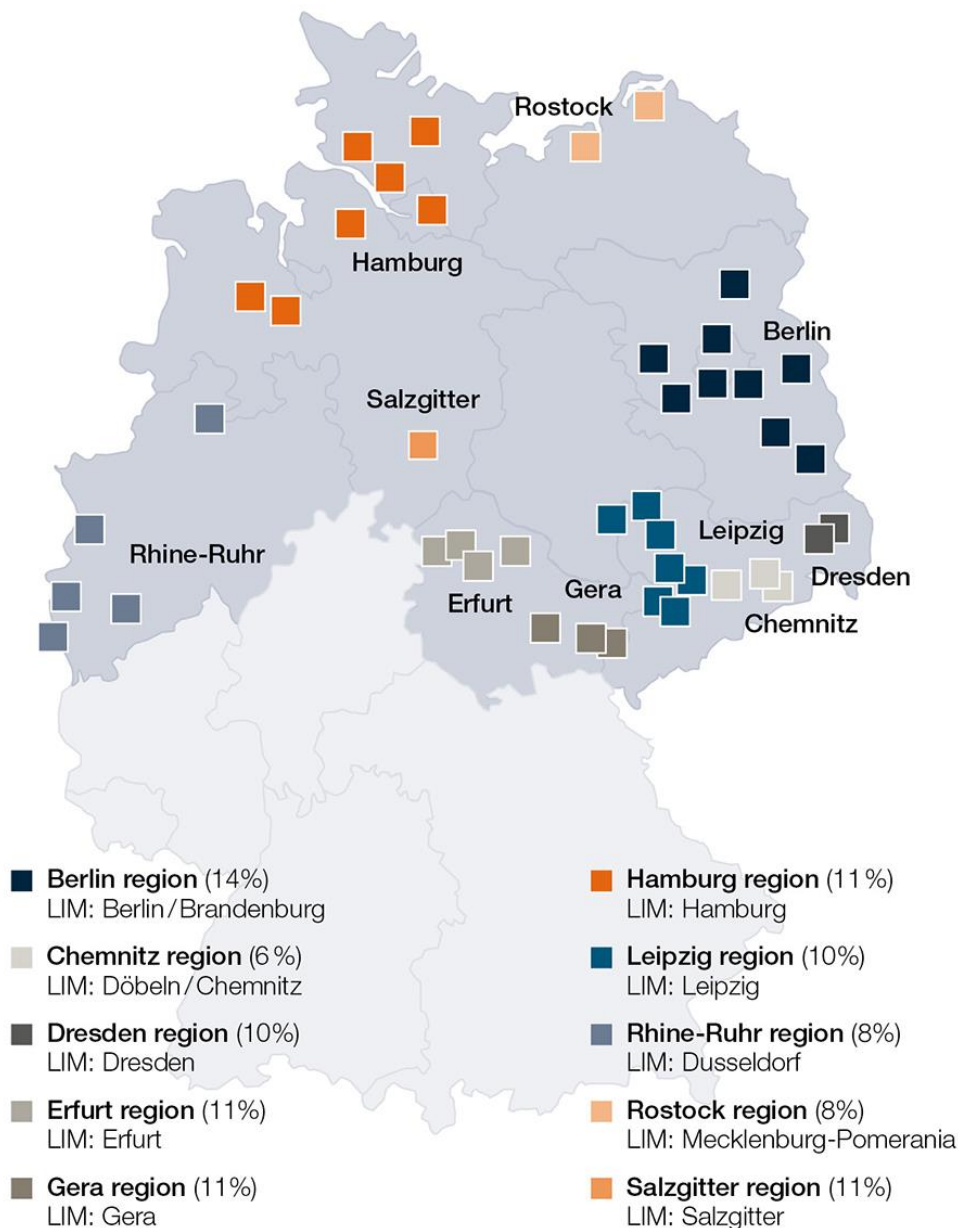 Rostock
Hamburg
Berlin
Salzgitter
Rhine-Ruhr
Leipzig
Dresden
Erfurt
Gera
Chemnitz
Berlin region (14%)
LIM: Berlin/Brandenburg
Chemnitz region (6%)
LIM: Döbeln/Chemnitz
Dresden region (10%)
LIM: Dresden
Erfurt region (11%)
LIM: Erfurt
Gera region (11%)
LIM: Gera
Hamburg region (11%)
LIM: Hamburg
Leipzig region (10%)
LIM: Leipzig
Rhine-Ruhr region (8%)
LIM: Dusseldorf
Rostock region (8%)
LIM: Mecklenburg-Pomerania
Salzgitter region (11%)
LIM: Salzgitter